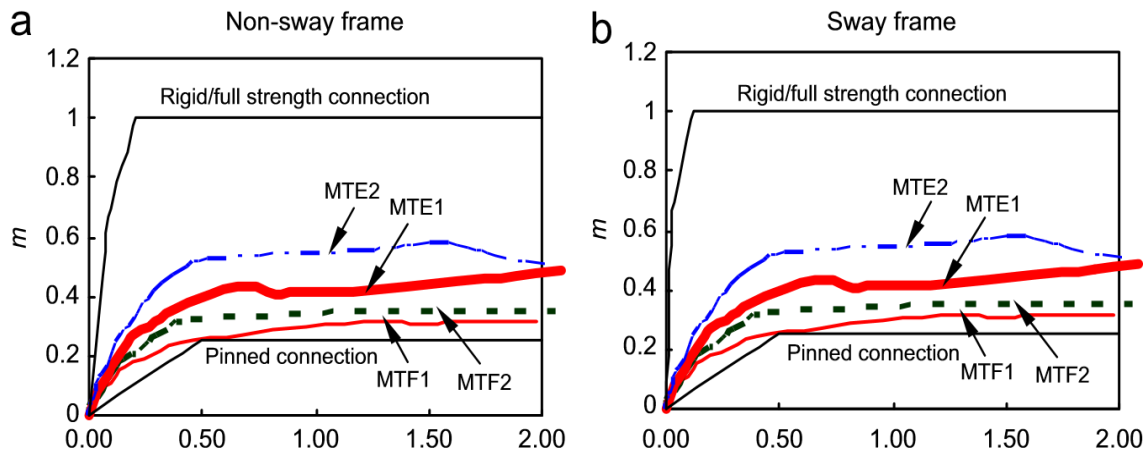 a
Non-sway frame
1.2
1
0.8
0.6
0.4
0.2
0
m
Rigid/full strength connection
MTE2
MTE1
Pinned connection
MTF1
MTF2
0.00 0.50 1.00 1.50 2.00
b
Sway frame
1.2
1
0.8
0.6
0.4
0.2
0
m
Rigid/full strength connection
MTE2
MTE1
Pinned connection
MTF1
MTF2
0.00 0.50 1.00 1.50 2.00